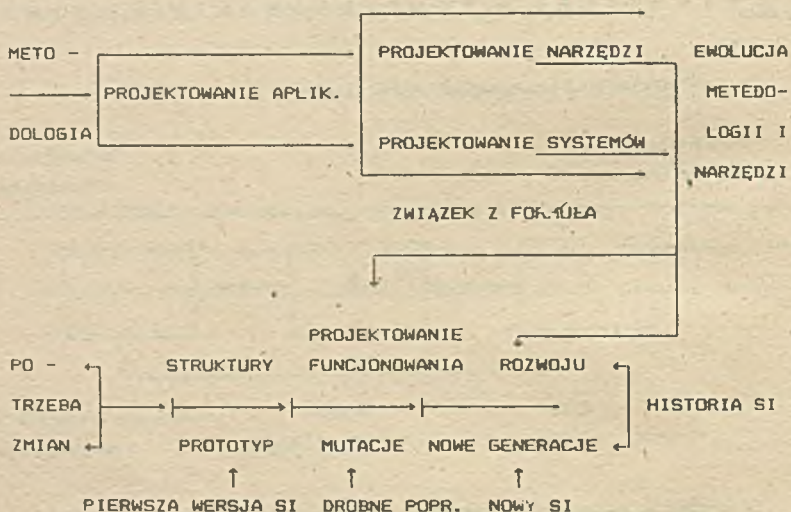 PROJEKTOWANIE NARZĘDZI
EWOLUCJA
METO -
PROJEKTOWANIE APLIK.
METEDO-
DOLOGIA
PROJEKTOWANIE SYSTEMÓW
LOGII I
NARZĘDZI
ZWIĄZEK Z
PROJEKTOWANIE
PO -
STRUKTURY FUNCJONOWANIA ROZWOJU
TRZEBA
HISTORIA SI
ZMIAN
PROTOTYP MUTACJE NOWE GENERACJE
PIERWSZA WERSJA SI DROBNE POPR. NOWY SI